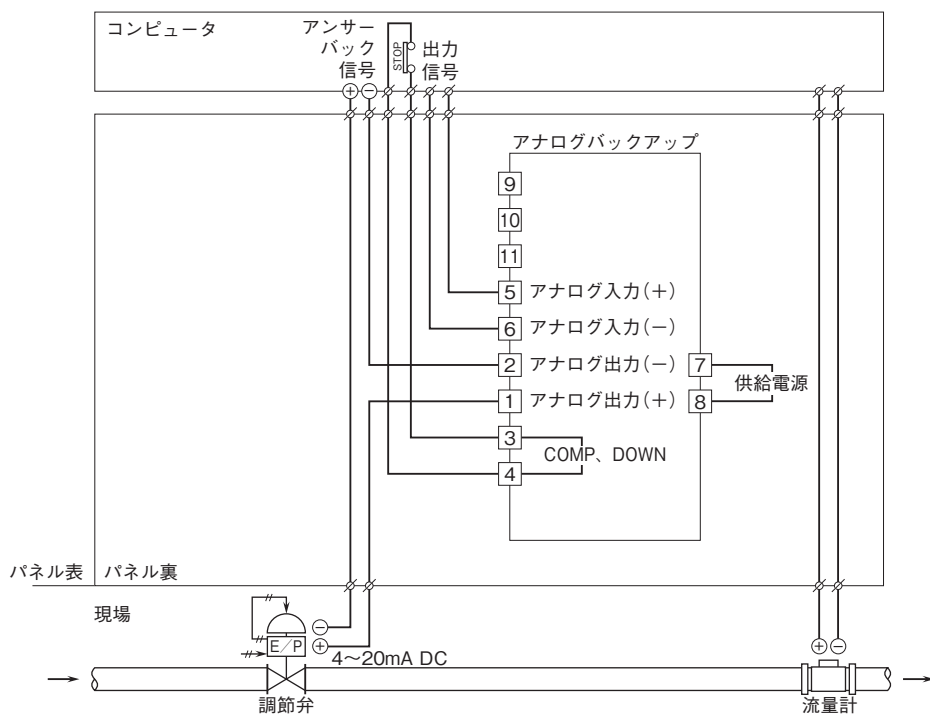 コンピュータ
アンサー
バック
信号
STOP
出力
信号
+ −
アナログバックアップ
9
10
11
5 アナログ入力(+)
6 アナログ入力(−)
2 アナログ出力(−)
7
1 アナログ出力(+)
8
供給電源
3
4
COMP、DOWN
パネル表
パネル裏
現場
−
E/P
+
4〜20mA DC
調節弁
+ −
流量計